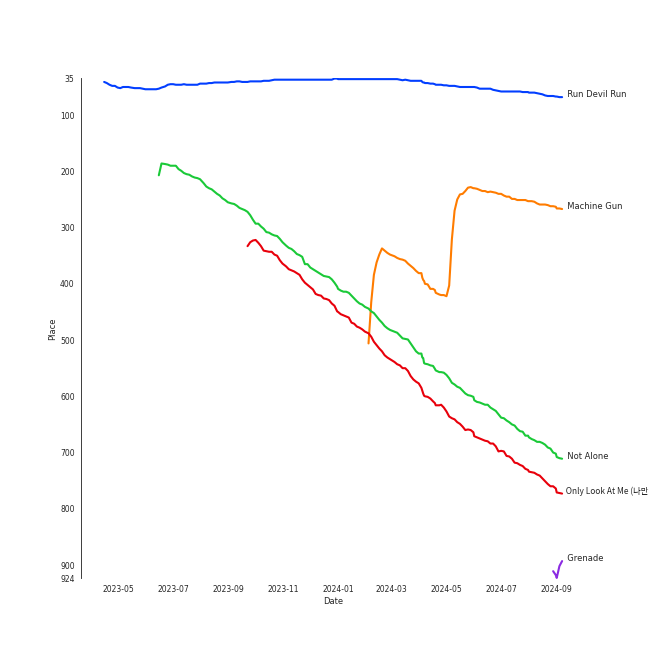 35
100
200
300
400
500
600
700
800
900
924
Place
2023-05
2023-07
2023-09
2023-11
2024-01
2024-03
2024-05
2024-07
2024-09
Date
Run Devil Run
Machine Gun
Not Alone
Only Look At Me (나만
Grenade